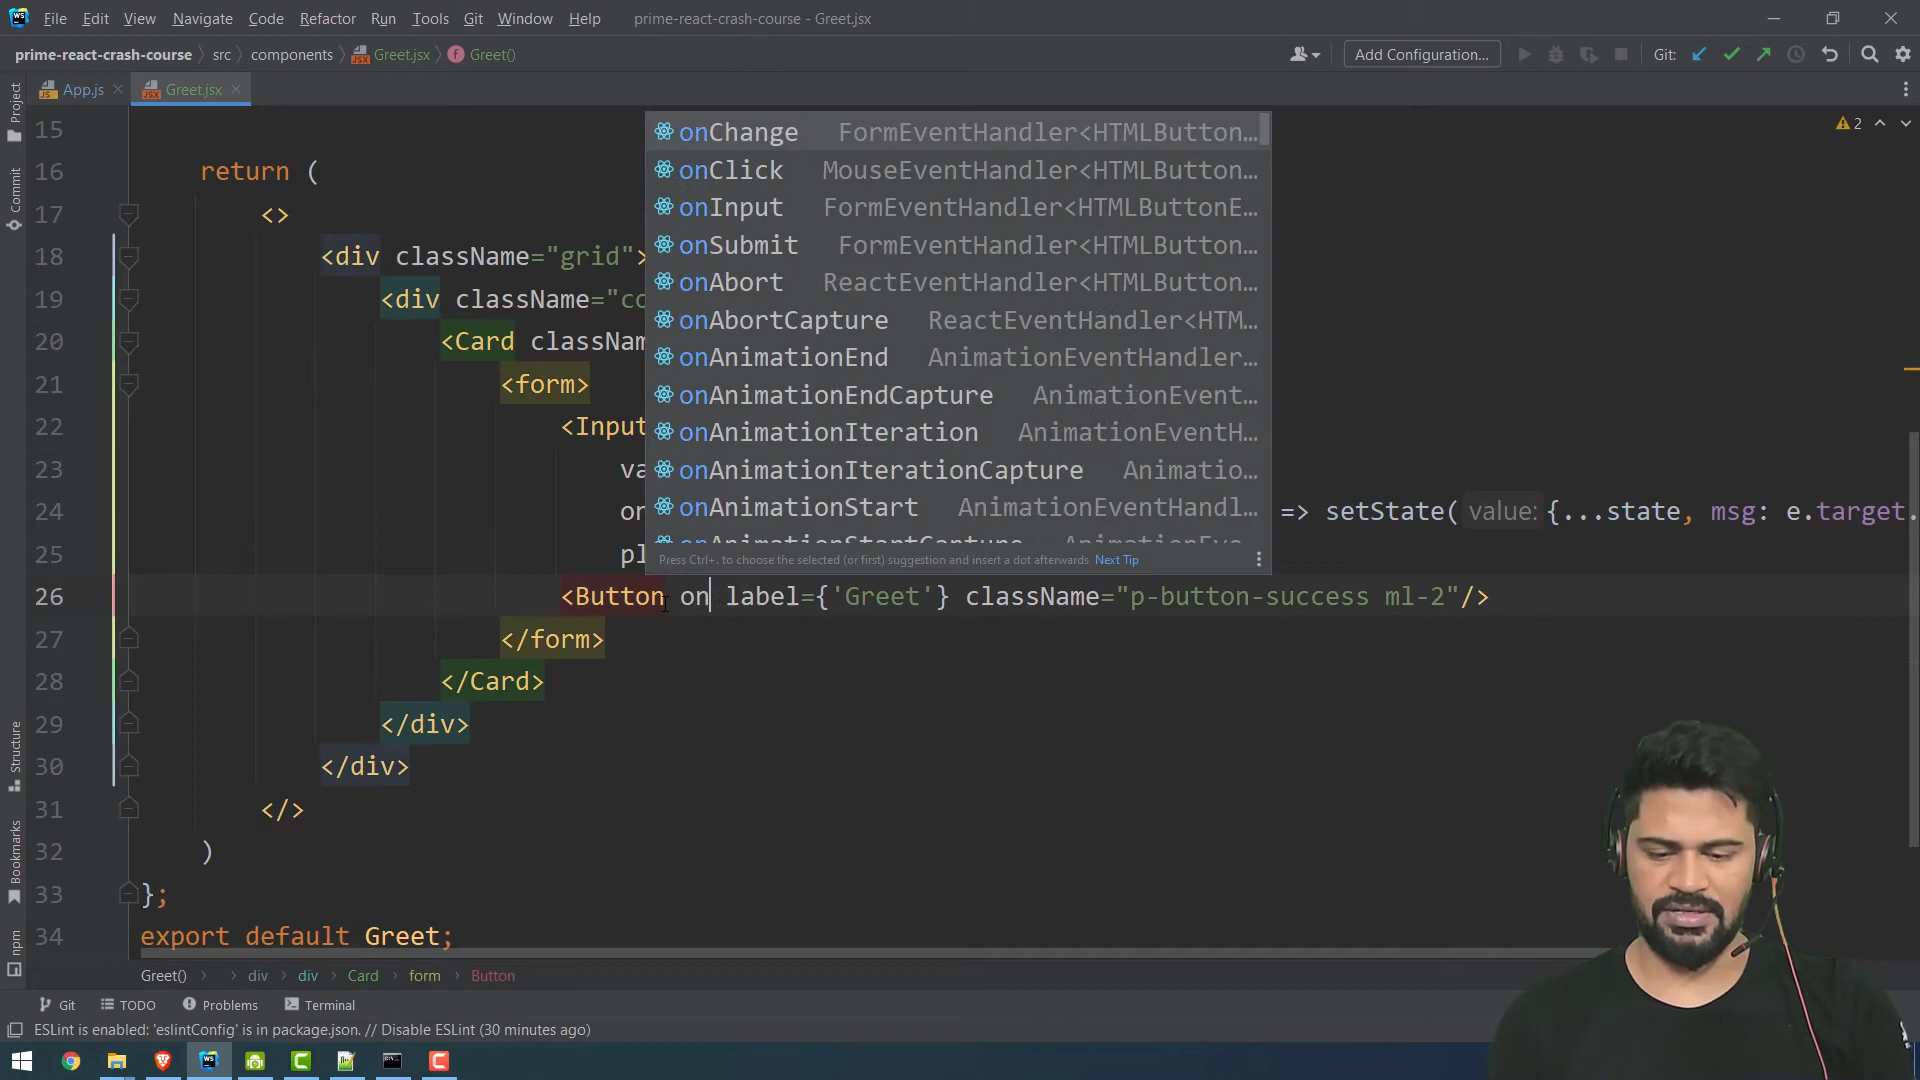 File Edit View Navigate Code Refactor Run Tools Git Window Help prime-react-crash-course - Greet.jsx
prime-react-crash-course src components Greet.jsx Greet() Add Configuration... Git:
App.js Greet.jsx
Project
Commit
Structure
Bookmarks
npm
2
15
16 return (
17 <>
18 <div className="grid">
19 <div className="co
20 <Card classNam
21 <form>
22 <Input
23 va
24 on => setState( value: {...state, msg: e.target.
25 pl
onChange FormEventHandler<HTMLButton...
onClick MouseEventHandler<HTMLButton...
onInput FormEventHandler<HTMLButtonE...
onSubmit FormEventHandler<HTMLButton...
onAbort ReactEventHandler<HTMLButton...
onAbortCapture ReactEventHandler<HTM...
onAnimationEnd AnimationEventHandler...
onAnimationEndCapture AnimationEvent...
onAnimationIteration AnimationEventH...
onAnimationIterationCapture Animatio...
onAnimationStart AnimationEventHandl...
onAnimationStartCapture AnimationEve...
Press Ctrl+. to choose the selected (or first) suggestion and insert a dot afterwards Next Tip
26 <Button on label={'Greet'} className="p-button-success ml-2"/>
27 </form>
28 </Card>
29 </div>
30 </div>
31 </>
32 )
33 };
34 export default Greet;
Greet() div div Card form Button
Git TODO Problems Terminal
ESLint is enabled: 'eslintConfig' is in package.json. // Disable ESLint (30 minutes ago)